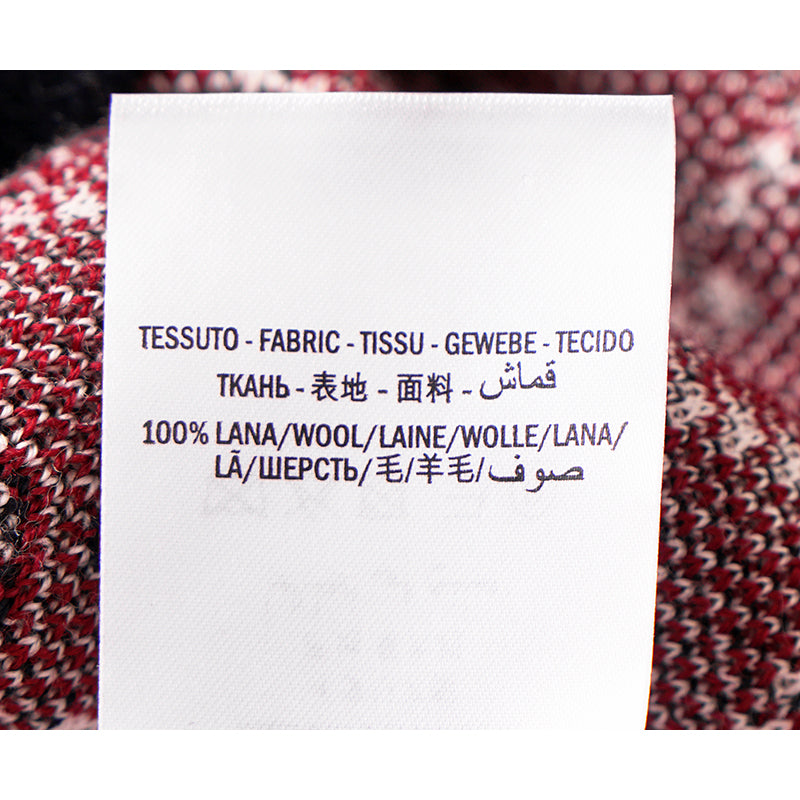 TESSUTO - FABRIC - TISSU - GEWEBE - TECIDO
ТКАНЬ - 表地 - 面料 - قماش
100% LANA/WOOL/LAINE/WOLLE/LANA/
LÃ/ШЕРСТЬ/毛/羊毛/صوف